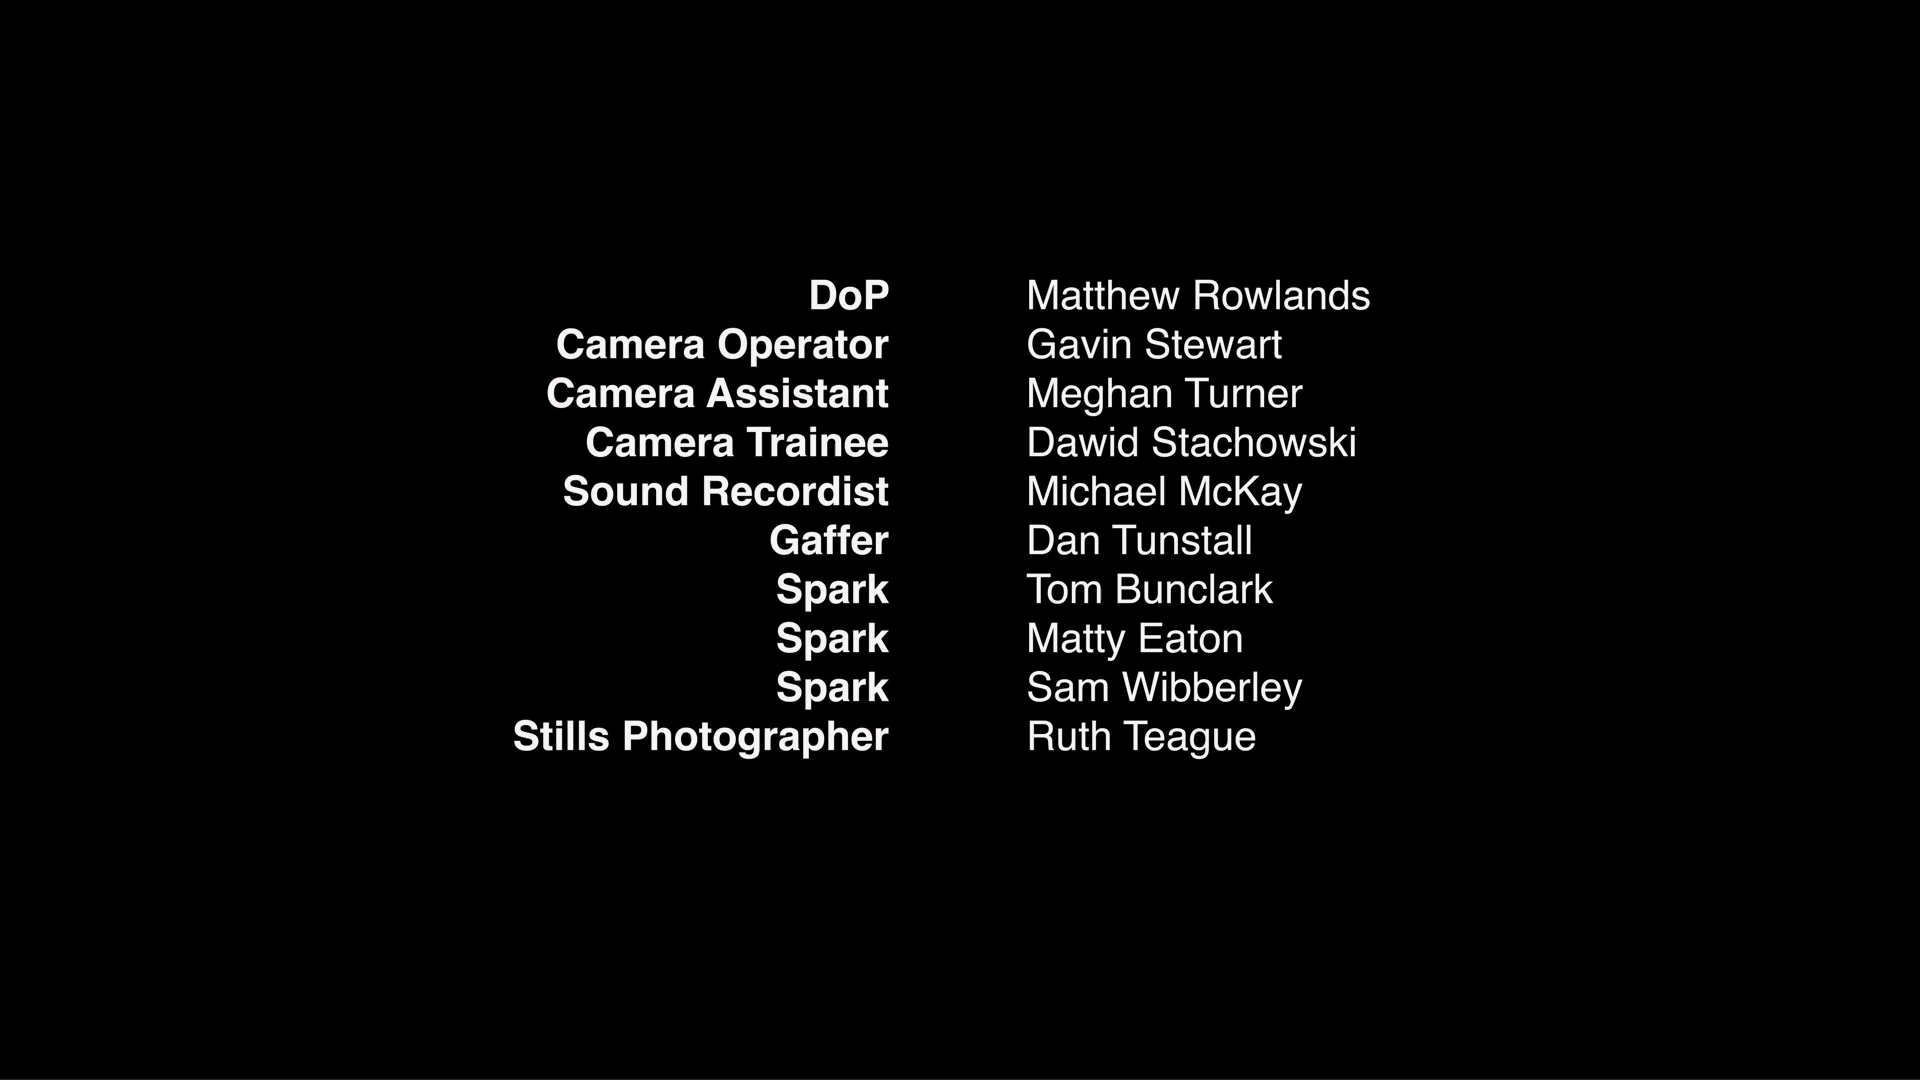 DoP Matthew Rowlands
Camera Operator Gavin Stewart
Camera Assistant Meghan Turner
Camera Trainee Dawid Stachowski
Sound Recordist Michael McKay
Gaffer Dan Tunstall
Spark Tom Bunclark
Spark Matty Eaton
Spark Sam Wibberley
Stills Photographer Ruth Teague